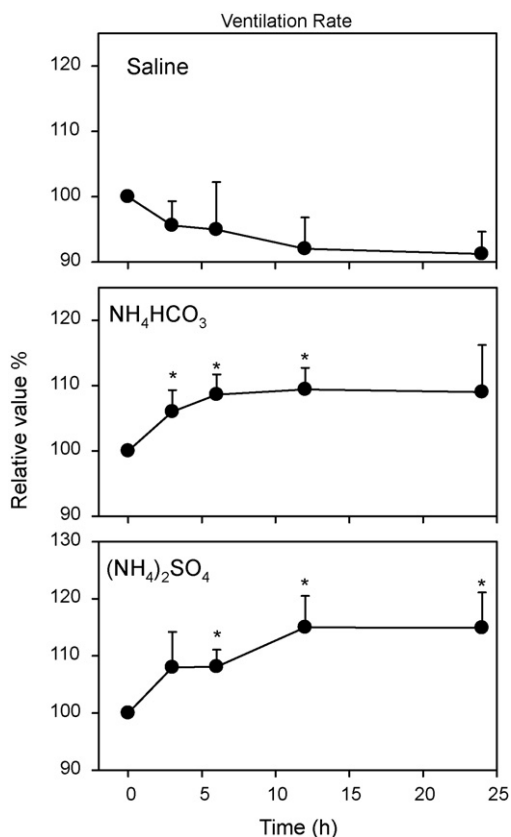 Ventilation Rate
120
Saline
110
100
90
Relative value %
120
NH₄HCO₃
* * *
110
100
90
130
(NH₄)₂SO₄
* *
120
*
110
100
90
0 5 10 15 20 25
Time (h)